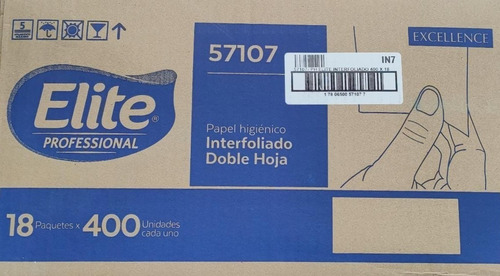 5
57107
EXCELLENCE
IN7
Elite®
PROFESSIONAL
Papel higiénico
Interfoliado
Doble Hoja
18 Paquetes x 400 Unidades
cada uno